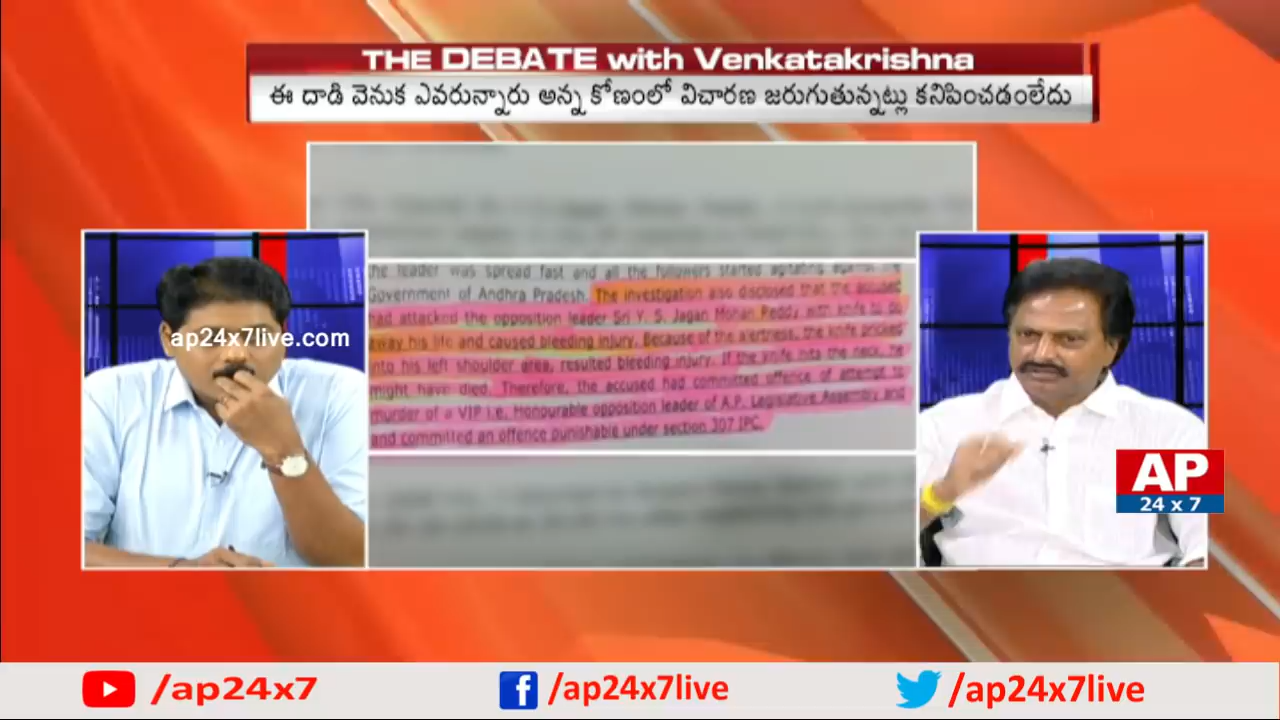 THE DEBATE with Venkatakrishna
ఈ దాడి వెనుక ఎవరున్నారు అన్న కోణంలో విచారణ జరుగుతున్నట్లు కనిపించడంలేదు
the leader was spread fast and all the followers started agitating against
Government of Andhra Pradesh. The investigation also disclosed that the accused
had attacked the opposition leader Sri Y. S. Jagan Mohan Reddy with knife to do
away his life and caused bleeding injury. Because of the alertness, the knife pricked
into his left shoulder area, resulted bleeding injury. If the knife hits the neck, he
might have died. Therefore, the accused had committed offence of attempt to
murder of a VIP i.e. Honourable opposition leader of A.P. Legislative Assembly and
and committed an offence punishable under section 307 IPC.
ap24x7live.com
AP
24 x 7
/ap24x7
/ap24x7live
/ap24x7live